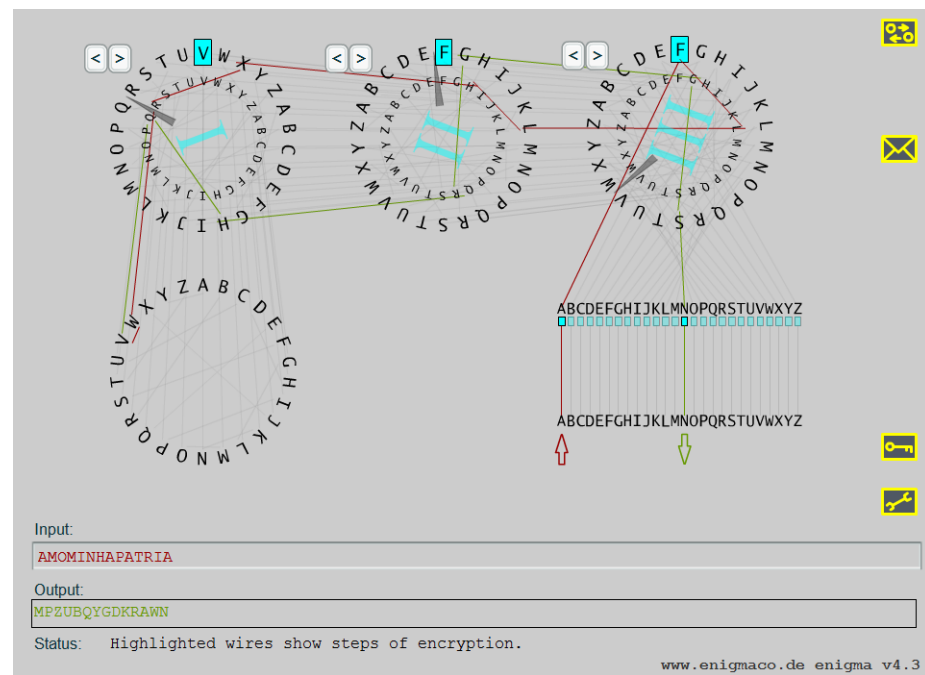 < >
< >
< >
V
F
F
I
II
III
ABCDEFGHIJKLMNOPQRSTUVWXYZ
ABCDEFGHIJKLMNOPQRSTUVWXYZ
ABCDEFGHIJKLMNOPQRSTUVWXYZ
Input:
AMOMINHAPATRIA
Output:
MPZUBQYGDKRAWN
Status: Highlighted wires show steps of encryption.
www.enigmaco.de enigma v4.3